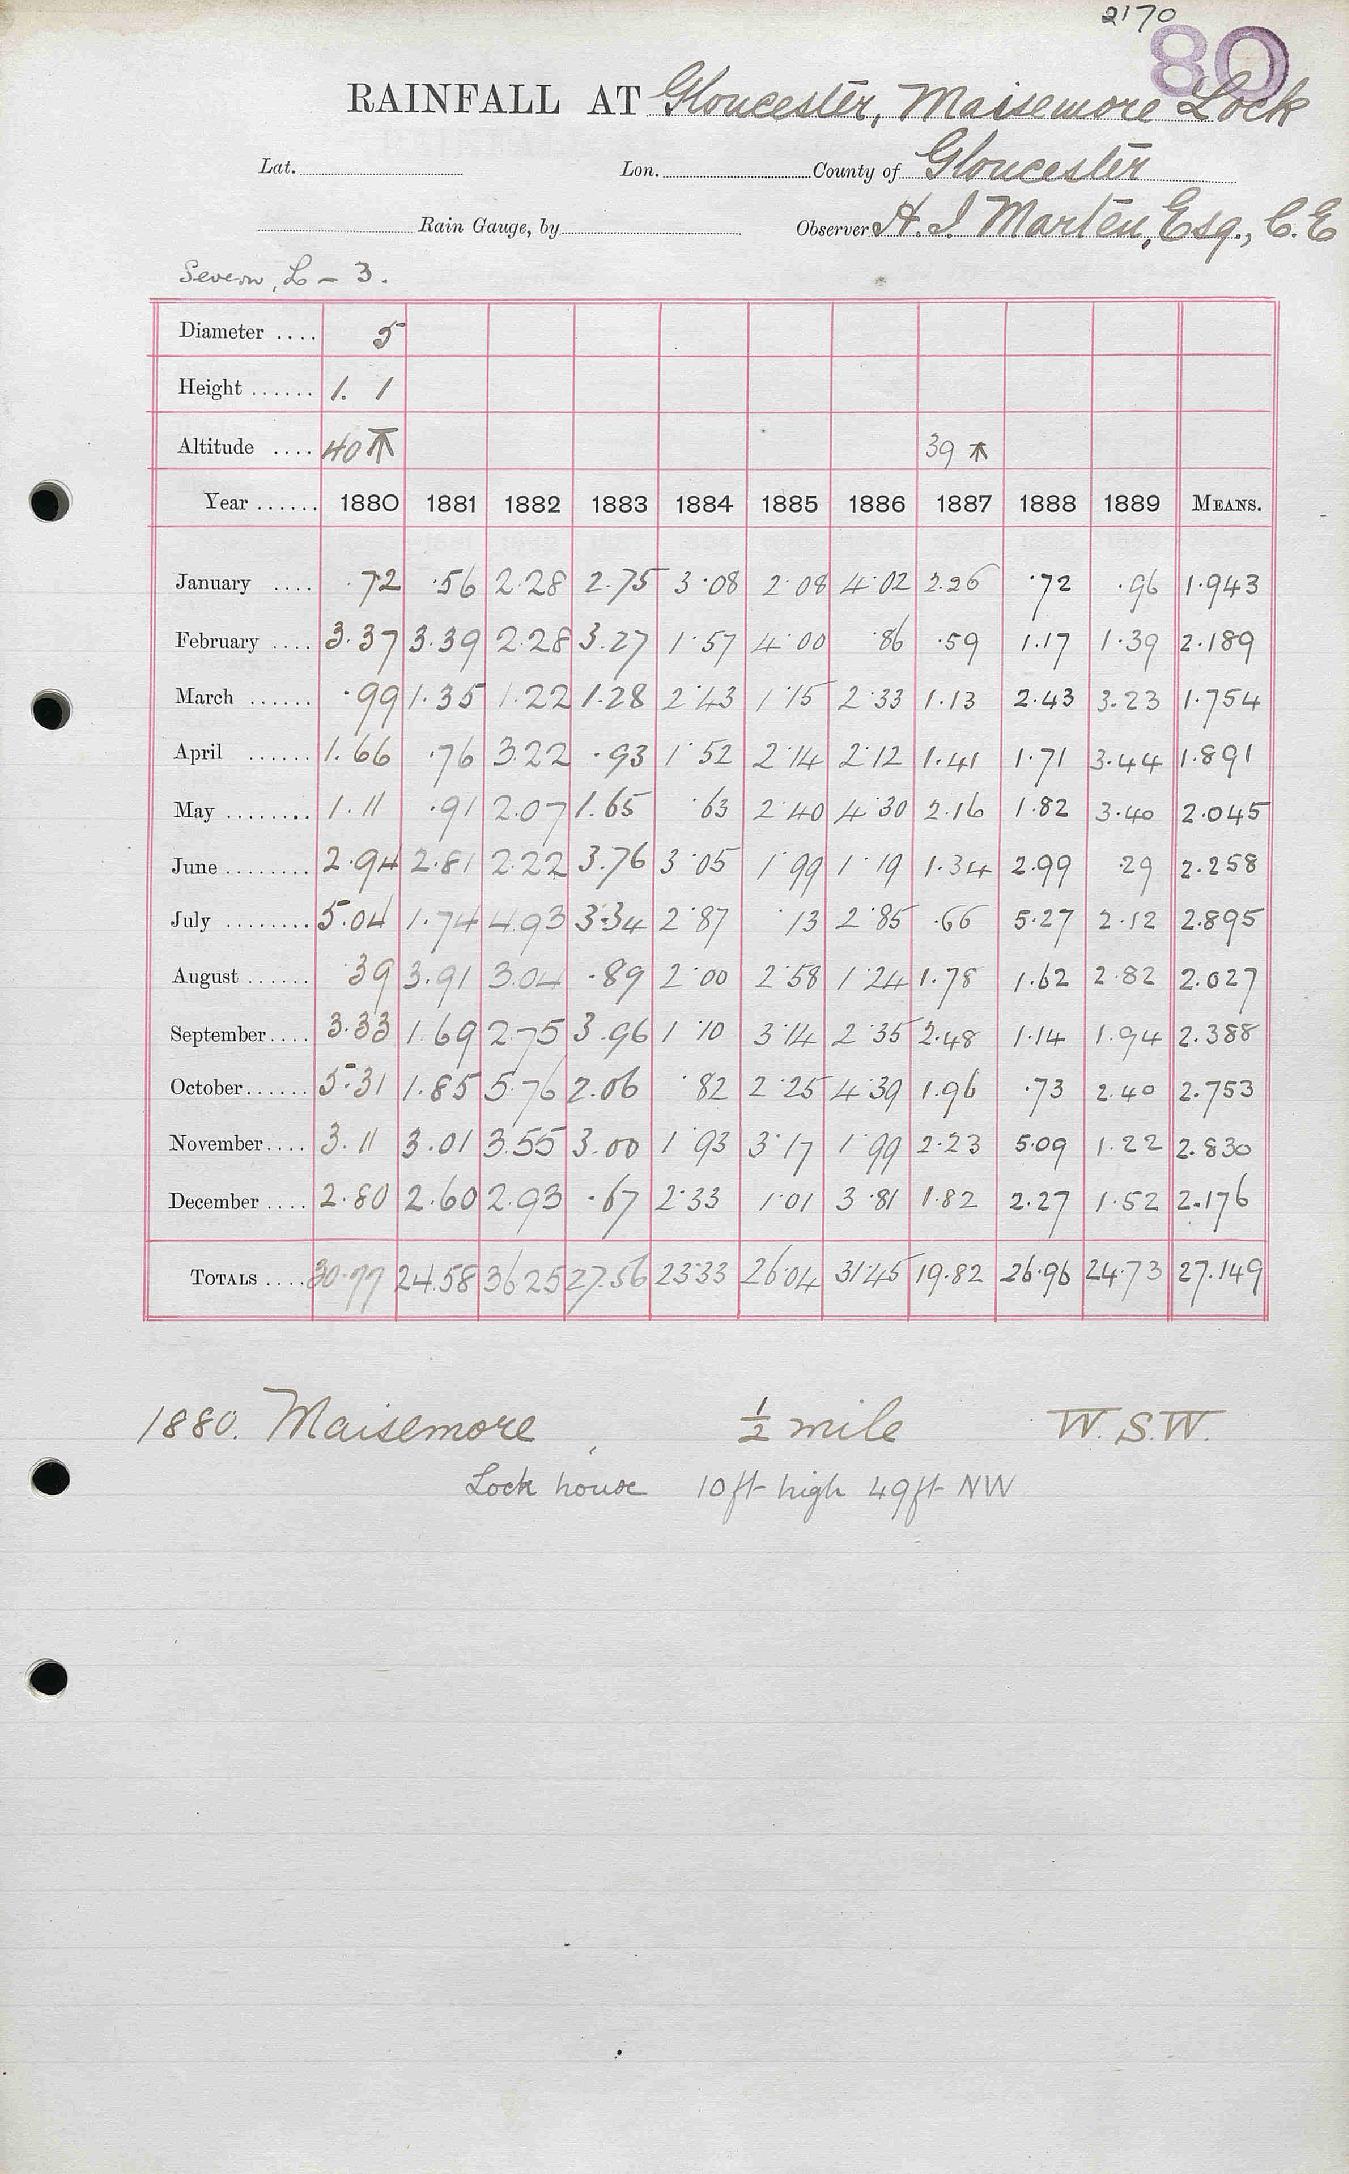 2170
80
RAINFALL AT Gloucester, Maisemore Lock
Lat. Lon. County of Gloucester
Rain Gauge, by Observer H. J. Marten, Esq., C.E
Severn, L - 3.
Diameter .... 5
Height ...... 1. 1
Altitude .... 40 39
Year ...... 1880 1881 1882 1883 1884 1885 1886 1887 1888 1889 MEANS.
January .... .72 .56 2.28 2.75 3.08 2.08 4.02 2.26 .72 .96 1.943
February .... 3.37 3.39 2.28 3.27 1.57 4.00 .86 .59 1.17 1.39 2.189
March ...... .99 1.35 1.22 1.28 2.43 1.15 2.33 1.13 2.43 3.23 1.754
April ...... 1.66 .76 3.22 .93 1.52 2.14 2.12 1.41 1.71 3.44 1.891
May ........ 1.11 .91 2.07 1.65 .63 2.40 4.30 2.16 1.82 3.40 2.045
June ........ 2.94 2.81 2.22 3.76 3.05 1.99 1.19 1.34 2.99 .29 2.258
July ........ 5.04 1.74 4.93 3.34 2.87 .13 2.85 .66 5.27 2.12 2.895
August ...... .39 3.91 3.04 .89 2.00 2.58 1.24 1.78 1.62 2.82 2.027
September.... 3.33 1.69 2.75 3.96 1.10 3.14 2.35 2.48 1.14 1.94 2.388
October...... 5.31 1.85 5.76 2.06 .82 2.25 4.39 1.96 .73 2.40 2.753
November.... 3.11 3.01 3.55 3.00 1.93 3.17 1.99 2.23 5.09 1.22 2.830
December .... 2.80 2.60 2.93 .67 2.33 1.01 3.81 1.82 2.27 1.52 2.176
TOTALS .... 30.77 24.58 36.25 27.56 23.33 26.04 31.45 19.82 26.96 24.73 27.149
1880. Maisemore ½ mile W.S.W.
Lock house 10ft high 49ft NW